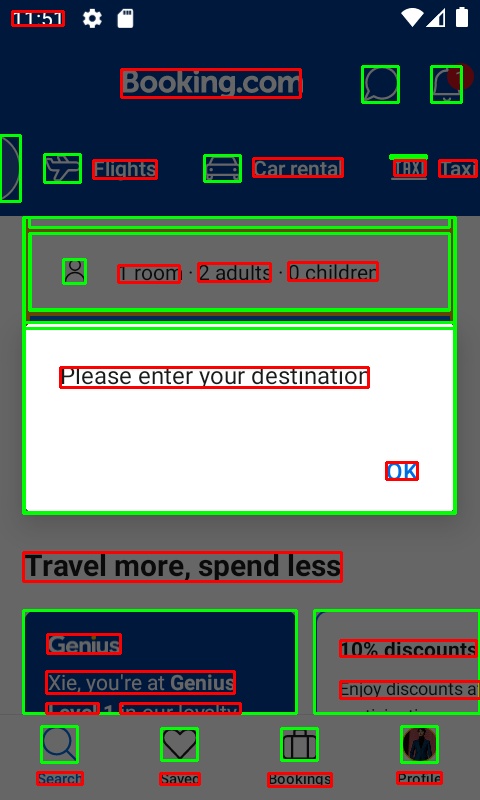 11:51
Booking.com
1
Flights
Car rental
TAXI
Taxi
1 room · 2 adults · 0 children
Please enter your destination
OK
Travel more, spend less
Genius
Xie, you're at Genius
Level 1 in our loyalty
10% discounts
Enjoy discounts at
Search
Saved
Bookings
Profile